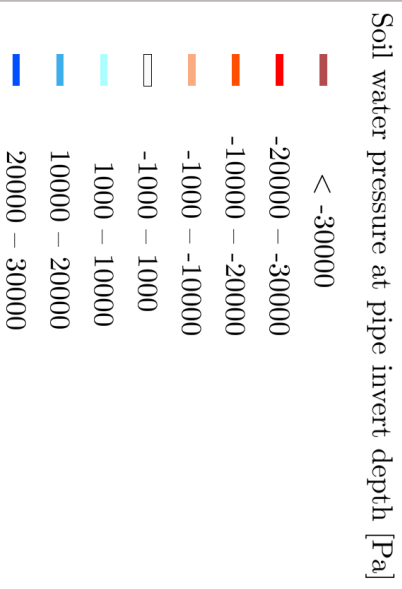 Soil water pressure at pipe invert depth [Pa]
< -30000
-20000 – -30000
-10000 – -20000
-1000 – -10000
-1000 – 1000
1000 – 10000
10000 – 20000
20000 – 30000